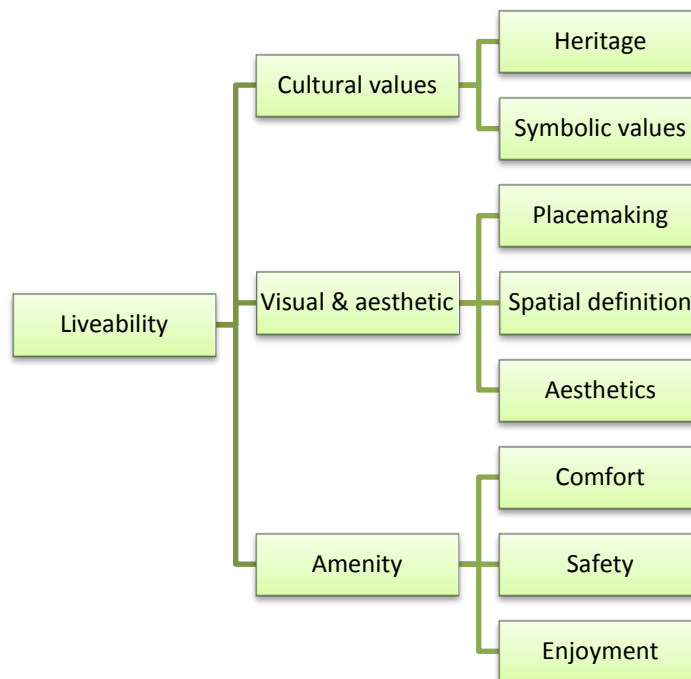 Liveability
Cultural values
Heritage
Symbolic values
Visual & aesthetic
Placemaking
Spatial definition
Aesthetics
Amenity
Comfort
Safety
Enjoyment